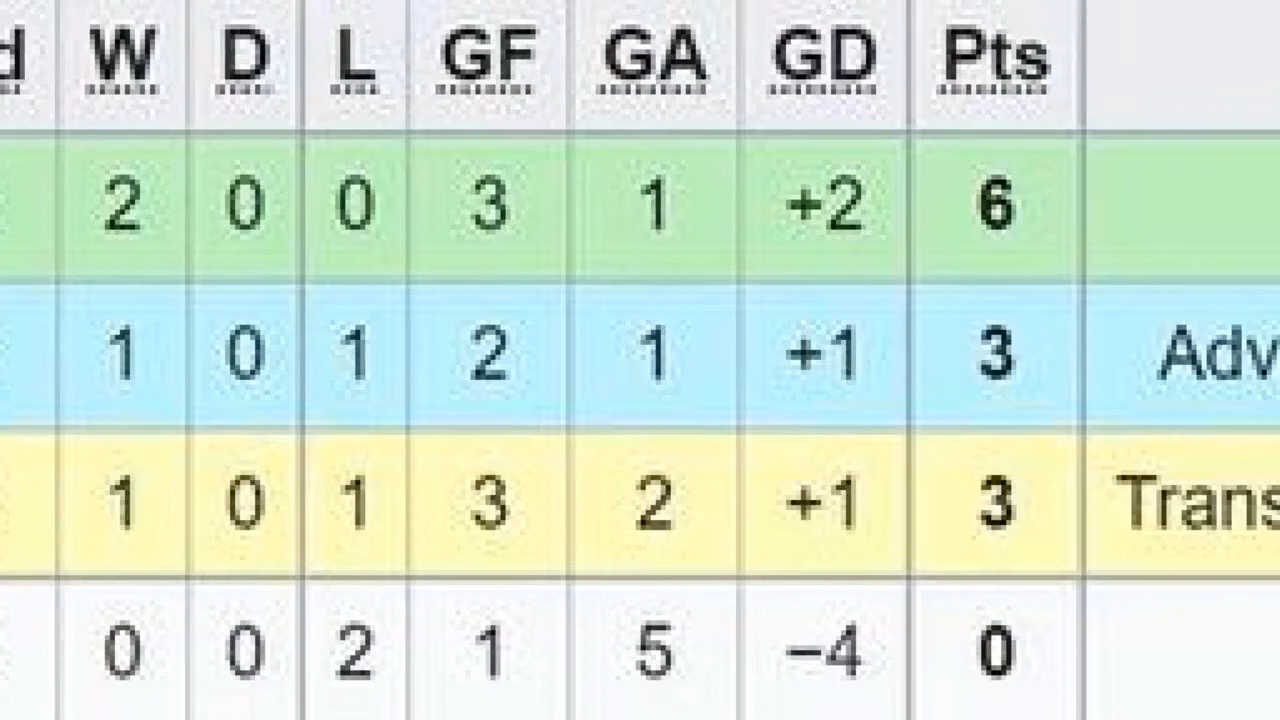 d W D L GF GA GD Pts
2 0 0 3 1 +2 6
1 0 1 2 1 +1 3 Adv
1 0 1 3 2 +1 3 Trans
0 0 2 1 5 −4 0